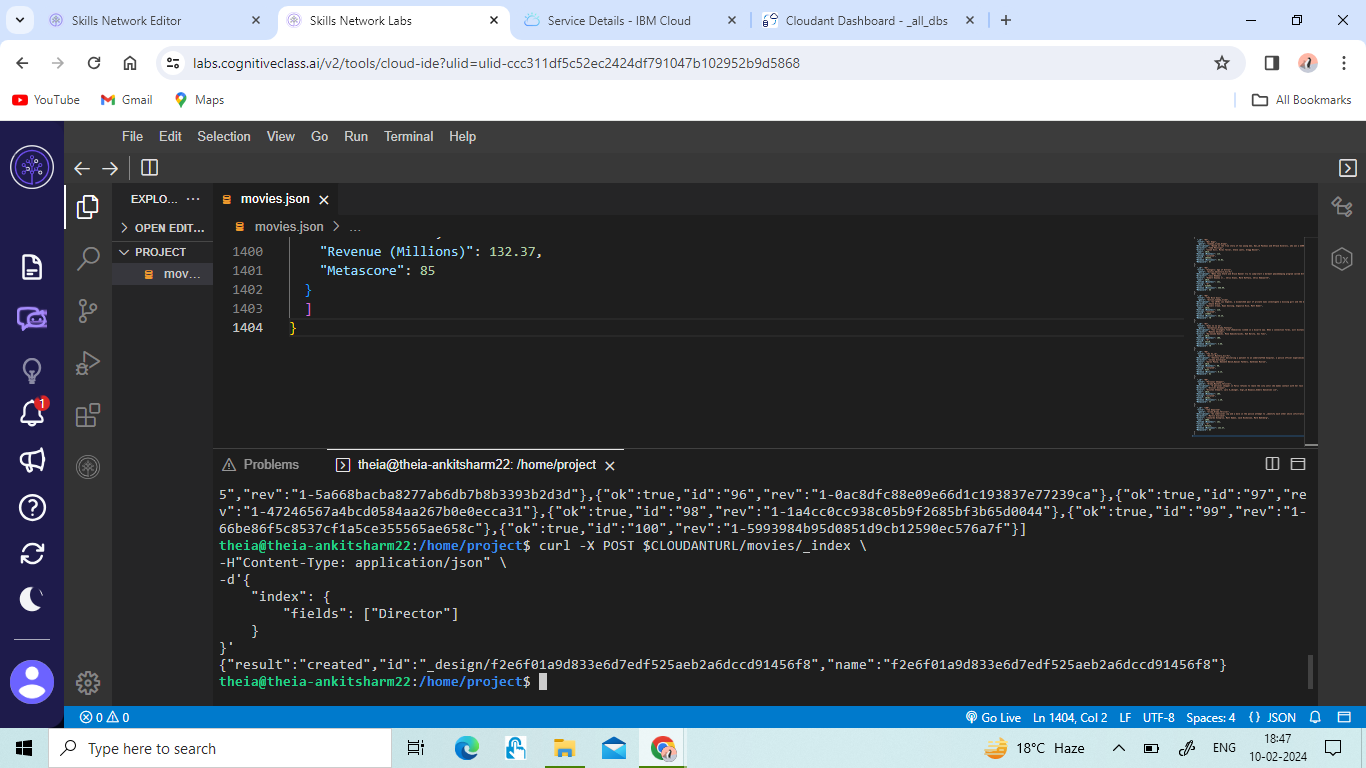 Skills Network Editor
Skills Network Labs
Service Details - IBM Cloud
Cloudant Dashboard - _all_dbs
labs.cognitiveclass.ai/v2/tools/cloud-ide?ulid=ulid-ccc311df5c52ec2424df791047b102952b9d5868
YouTube
Gmail
Maps
All Bookmarks
File Edit Selection View Go Run Terminal Help
EXPLO... ...
movies.json
OPEN EDIT...
movies.json > ...
PROJECT
mov...
1400 "Revenue (Millions)": 132.37,
1401 "Metascore": 85
1402 }
1403 ]
1404 }
0x
1
Problems
theia@theia-ankitsharm22: /home/project
5","rev":"1-5a668bacba8277ab6db7b8b3393b2d3d"},{"ok":true,"id":"96","rev":"1-0ac8dfc88e09e66d1c193837e77239ca"},{"ok":true,"id":"97","re
v":"1-47246567a4bcd0584aa267b0e0ecca31"},{"ok":true,"id":"98","rev":"1-1a4cc0cc938c05b9f2685bf3b65d0044"},{"ok":true,"id":"99","rev":"1-
66be86f5c8537cf1a5ce355565ae658c"},{"ok":true,"id":"100","rev":"1-5993984b95d0851d9cb12590ec576a7f"}]
theia@theia-ankitsharm22:/home/project$ curl -X POST $CLOUDANTURL/movies/_index \
-H"Content-Type: application/json" \
-d'{
"index": {
"fields": ["Director"]
}
}'
{"result":"created","id":"_design/f2e6f01a9d833e6d7edf525aeb2a6dccd91456f8","name":"f2e6f01a9d833e6d7edf525aeb2a6dccd91456f8"}
theia@theia-ankitsharm22:/home/project$
0 0
Go Live Ln 1404, Col 2 LF UTF-8 Spaces: 4 {} JSON
Type here to search
18°C Haze
ENG
18:47
10-02-2024